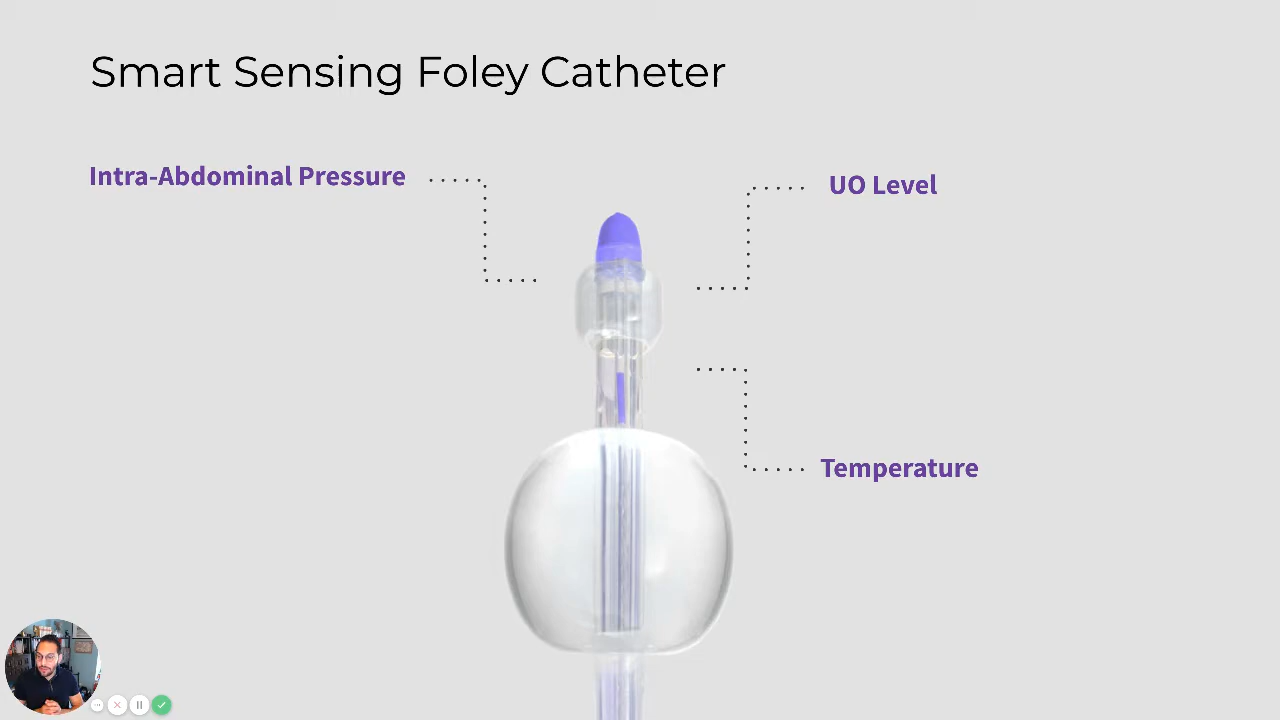 Smart Sensing Foley Catheter
Intra-Abdominal Pressure
UO Level
Temperature